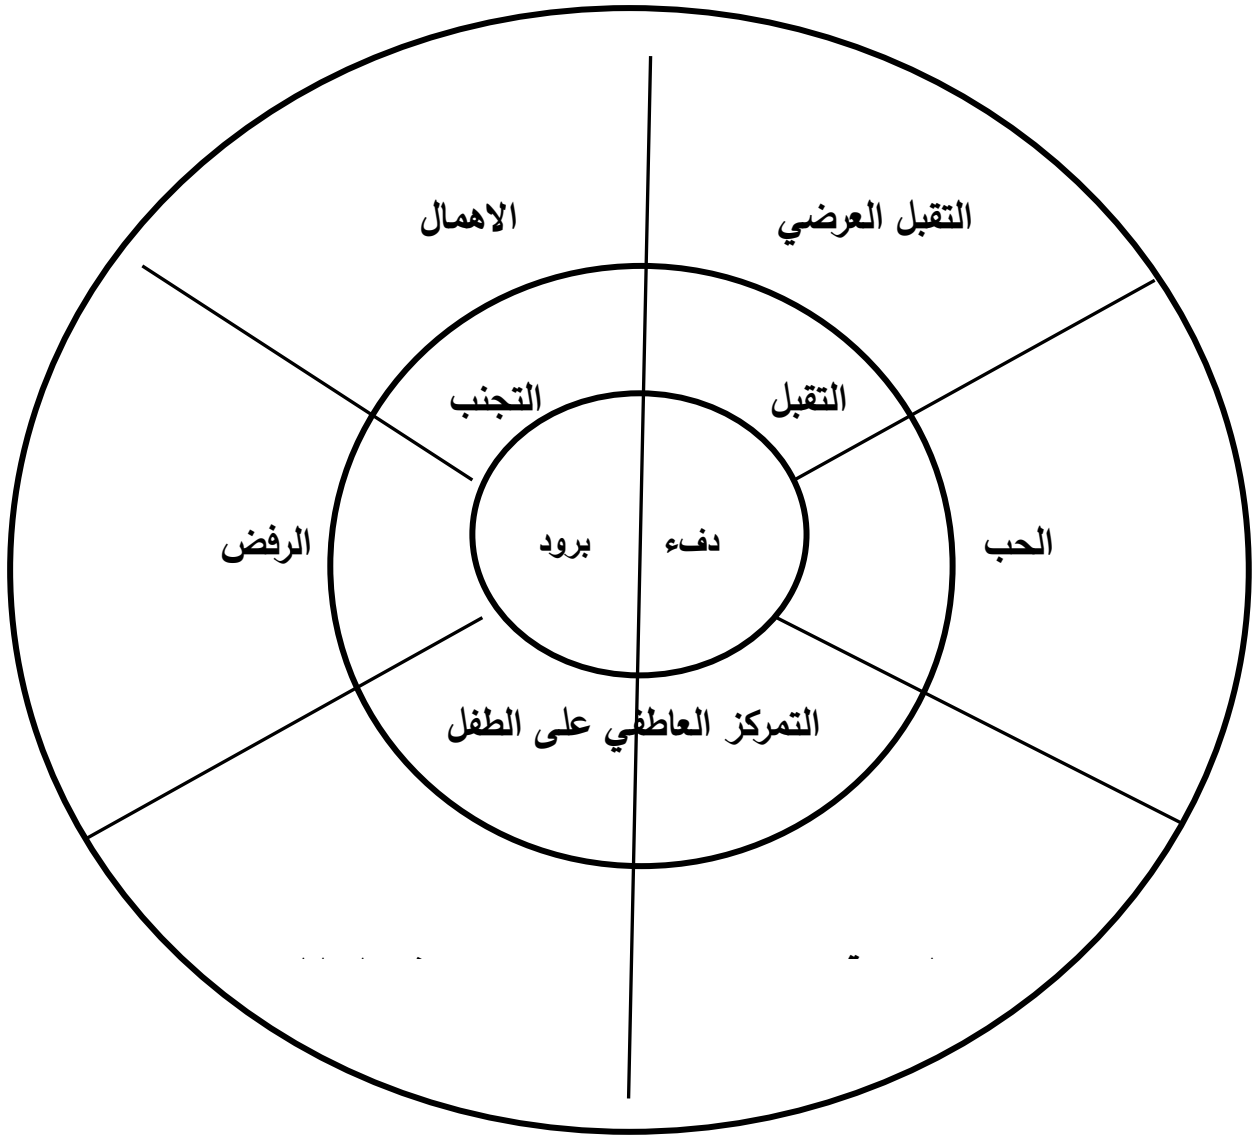 التقبل العرضي
الاهمال
التقبل
التجنب
الحب
دفء
برود
الرفض
التمركز العاطفي على الطفل